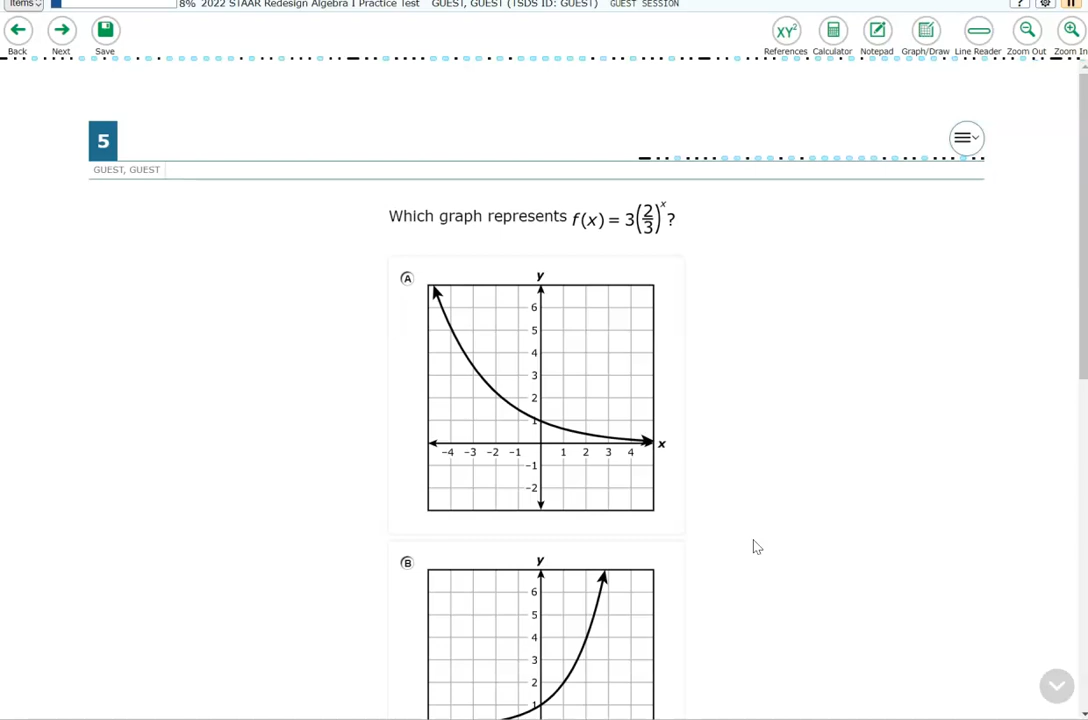 Items
8% 2022 STAAR Redesign Algebra I Practice Test GUEST, GUEST (TSDS ID: GUEST) GUEST SESSION ?
Back Next Save References Calculator Notepad Graph/Draw Line Reader Zoom Out Zoom In
XY²
5
GUEST, GUEST
Which graph represents f(x) = 3(2/3)^x?
A
y
6
5
4
3
2
1
x
−4 −3 −2 −1 1 2 3 4
−1
−2
B
y
6
5
4
3
2
1